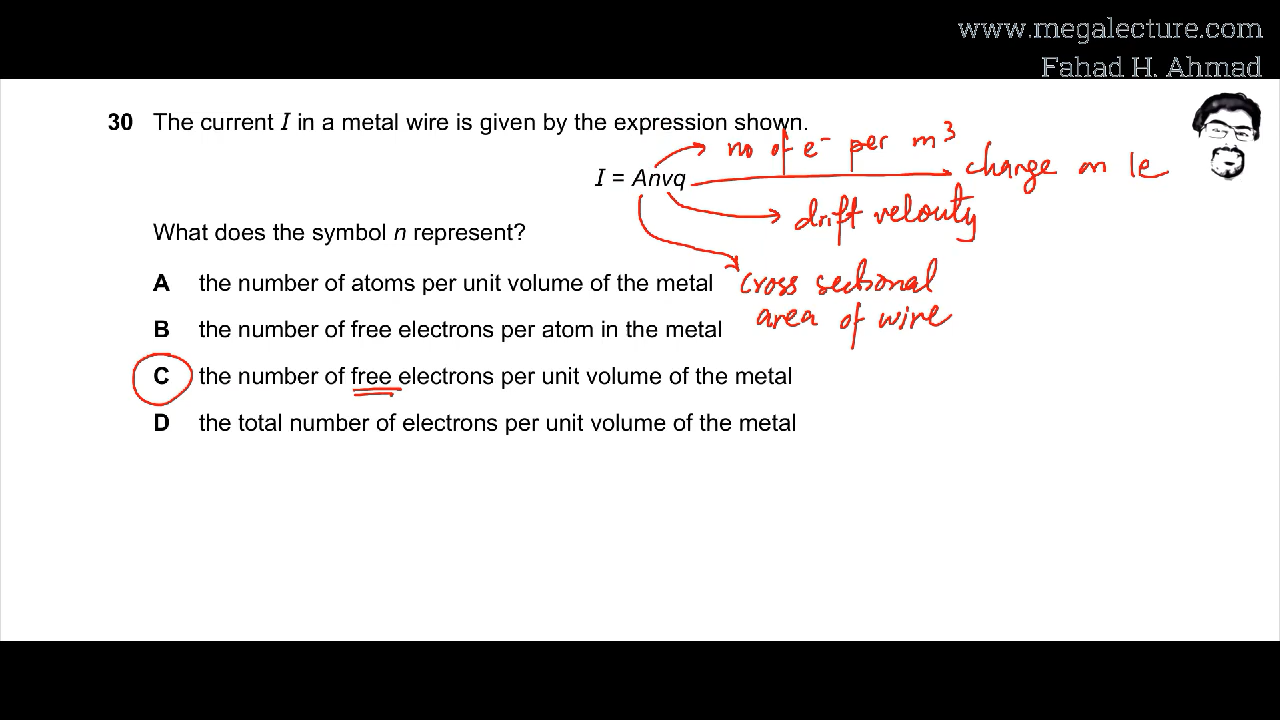 www.megalecture.com
Fahad H. Ahmad
30 The current I in a metal wire is given by the expression shown.
no of e⁻ per m³
I = Anvq
change on 1e
drift velouty
What does the symbol n represent?
A the number of atoms per unit volume of the metal
cross sectional
area of wire
B the number of free electrons per atom in the metal
C the number of free electrons per unit volume of the metal
D the total number of electrons per unit volume of the metal